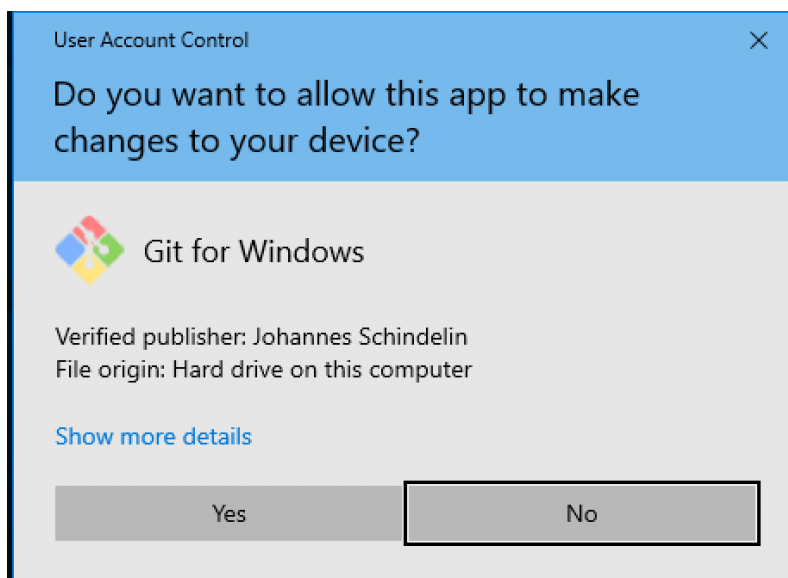 User Account Control
Do you want to allow this app to make
changes to your device?
Git for Windows
Verified publisher: Johannes Schindelin
File origin: Hard drive on this computer
Show more details
Yes
No